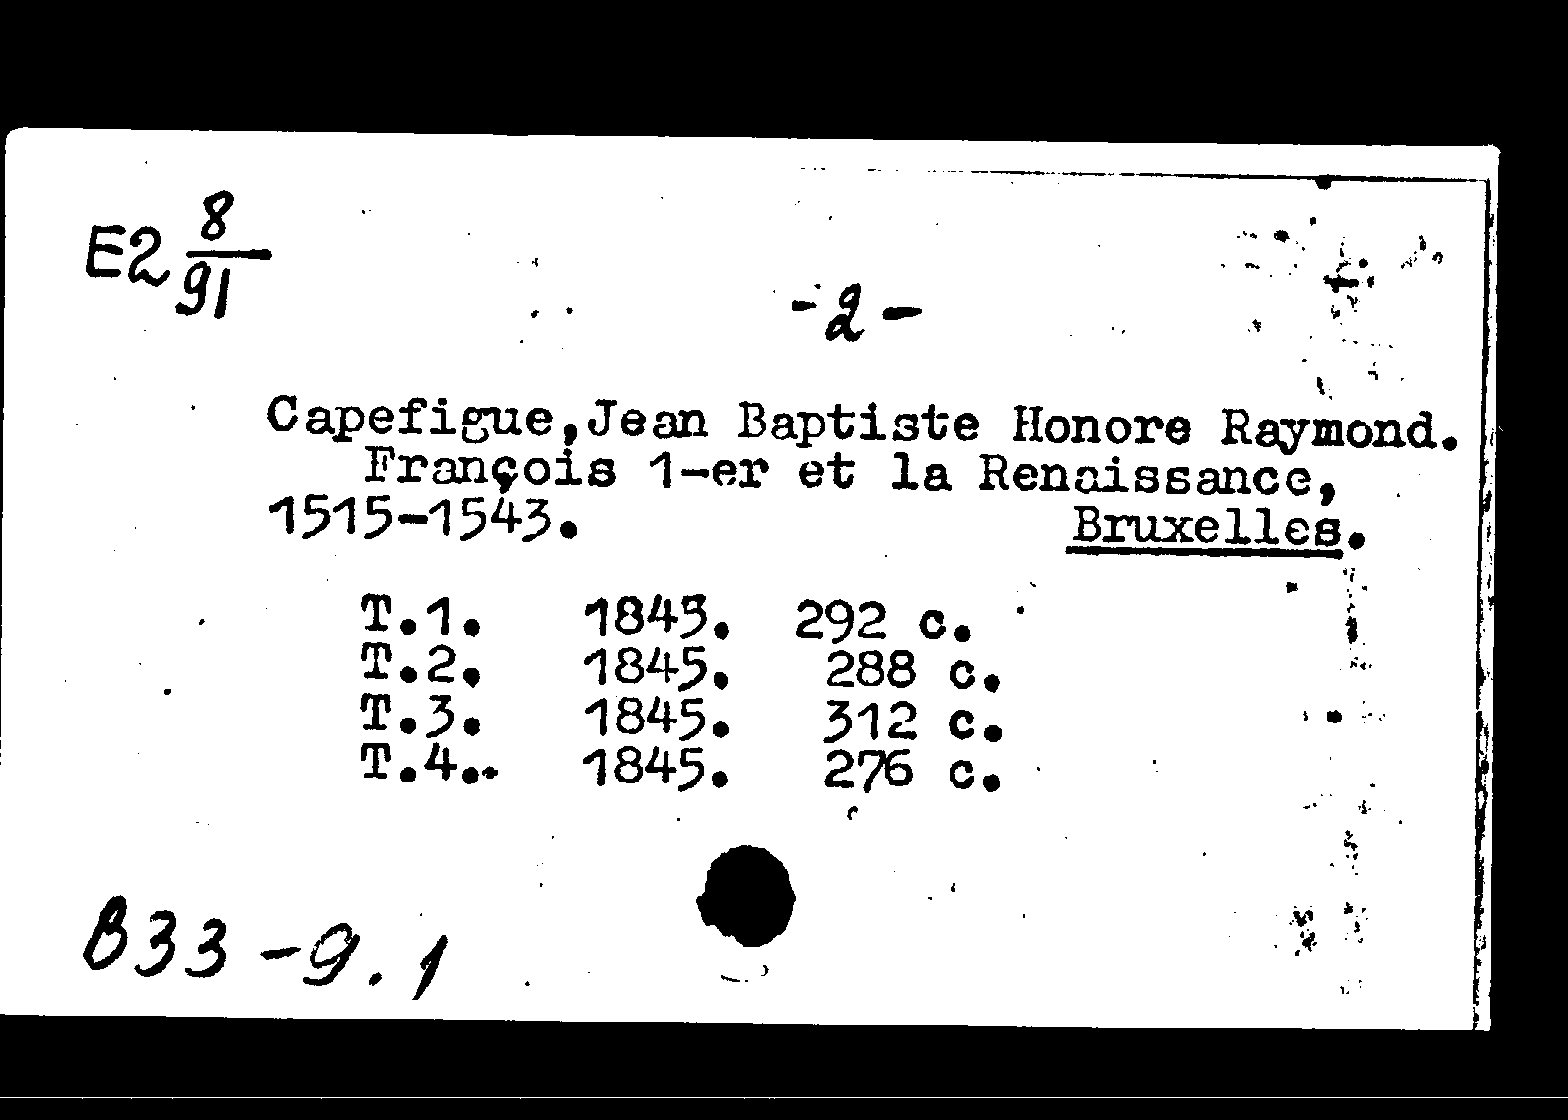 E2 8/91
-2-
Capefigue,Jean Baptiste Honore Raymond.
François 1-er et la Renaissance,
1515-1543. Bruxelles.
T.1. 1845. 292 c.
T.2. 1845. 288 c.
T.3. 1845. 312 c.
T.4. 1845. 276 c.
B33-9.1